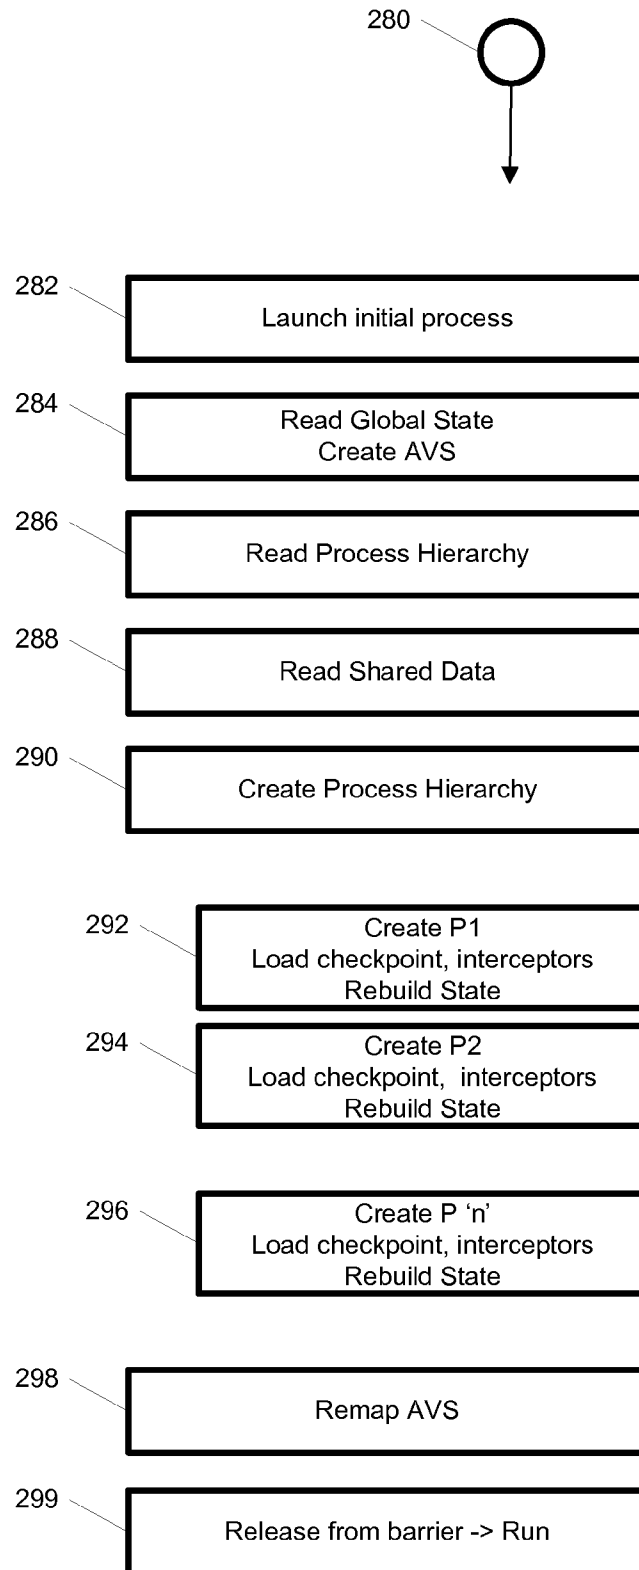 280
282
Launch initial process
284
Read Global State
Create AVS
286
Read Process Hierarchy
288
Read Shared Data
290
Create Process Hierarchy
292
Create P1
Load checkpoint, interceptors
Rebuild State
294
Create P2
Load checkpoint,  interceptors
Rebuild State
296
Create P ‘n’
Load checkpoint, interceptors
Rebuild State
298
Remap AVS
299
Release from barrier -> Run